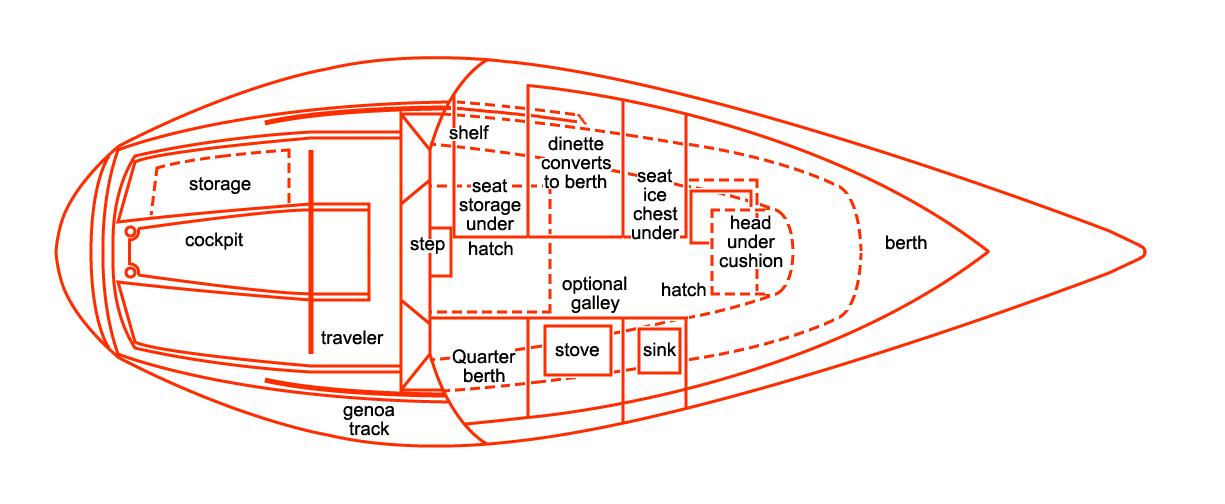 storage
cockpit
traveler
genoa
track
step
shelf
seat
storage
under
hatch
dinette
converts
to berth
seat
ice
chest
under
head
under
cushion
hatch
berth
optional
galley
Quarter
berth
stove
sink